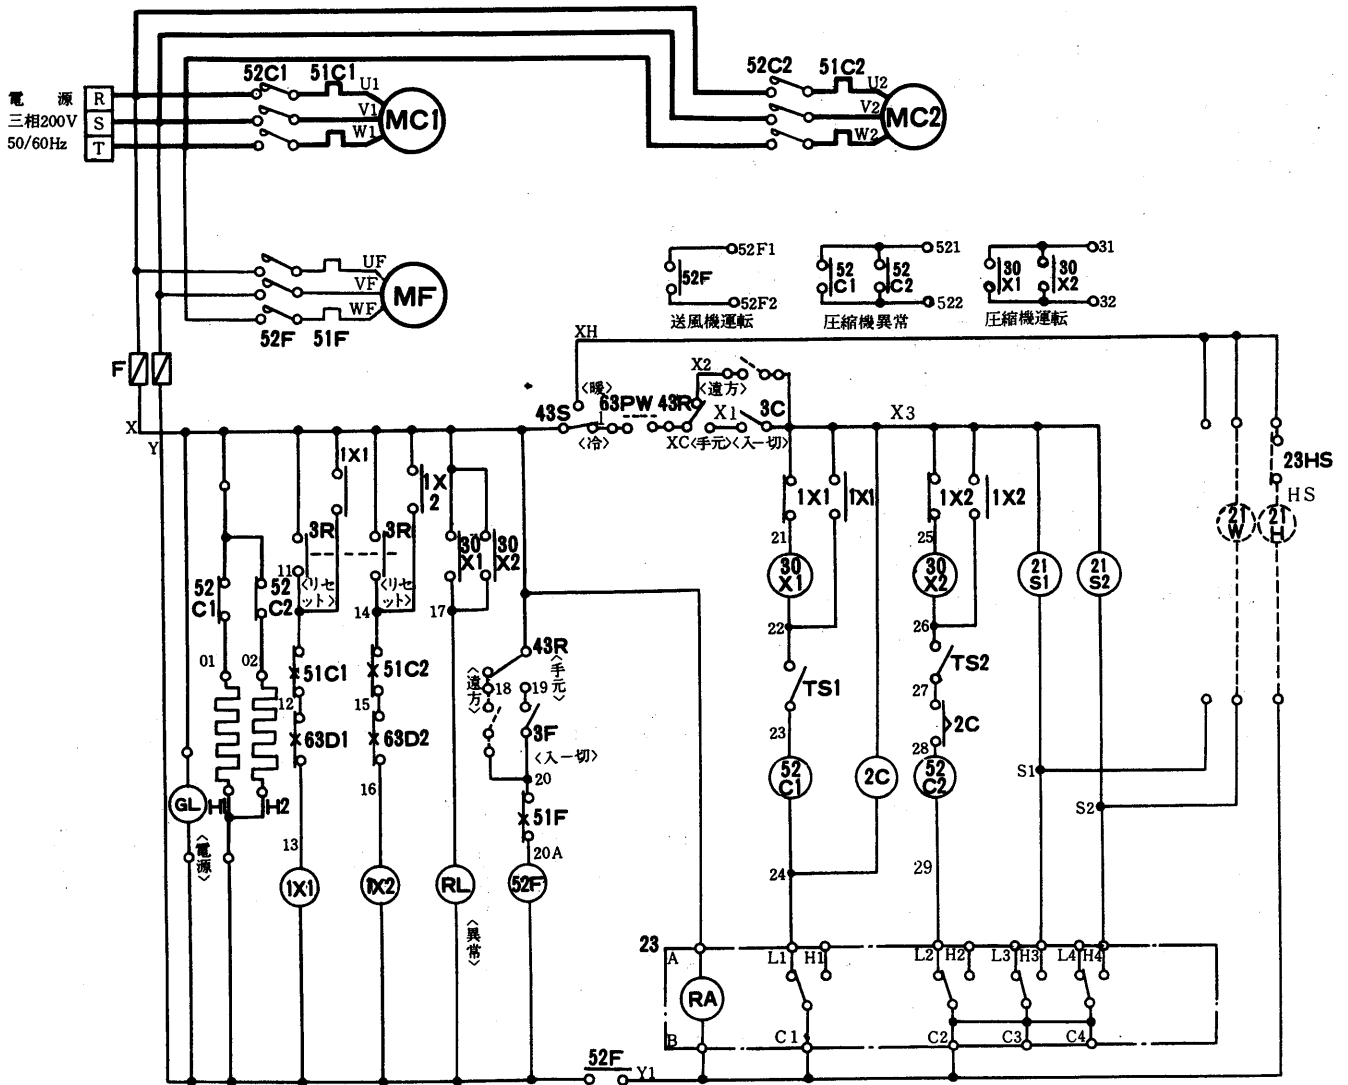 電 源 R
三相200V S
50/60Hz T
52C1 51C1 U1
V1
W1
MC1
52C2 51C2 U2
V2
W2
MC2
UF
VF
WF
MF
52F 51F
52F1
52F
52F2
送風機運転
521
52
C1
52
C2
522
圧縮機異常
31
30
X1
30
X2
32
圧縮機運転
F
X
Y
XH
43S
〈暖〉
〈冷〉
63PW
43R
X2
〈遠方〉
XC〈手元〉
X1
〈入ー切〉
3C
X3
1X1
3R
11
〈リセット〉
1X
2
3R
14
〈リセット〉
30
X1
30
X2
17
52
C1
52
C2
01
02
51C1
12
63D1
13
51C2
15
63D2
16
43R
〈遠方〉
18
19
〈手元〉
3F
〈入ー切〉
20
51F
20A
GL
〈電源〉
H1
H2
1X1
1X2
RL
〈異常〉
52F
1X1
1X1
21
30
X1
22
TS1
23
52
C1
24
2C
1X2
1X2
25
30
X2
26
TS2
27
2C
28
52
C2
29
21
S1
21
S2
S1
S2
23HS
HS
21
W
21
H
23
A
RA
B
L1 H1
C1
L2 H2
C2
L3 H3
C3
L4 H4
C4
52F
Y1